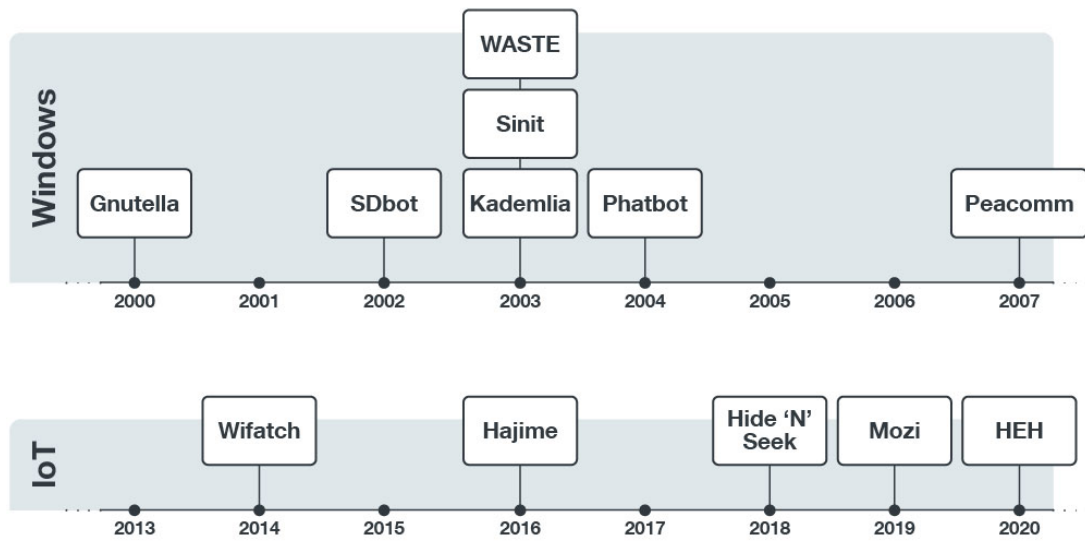 Windows
WASTE
Sinit
Gnutella
SDbot
Kademlia
Phatbot
Peacomm
2000
2001
2002
2003
2004
2005
2006
2007
IoT
Wifatch
Hajime
Hide ‘N’
Seek
Mozi
HEH
2013
2014
2015
2016
2017
2018
2019
2020